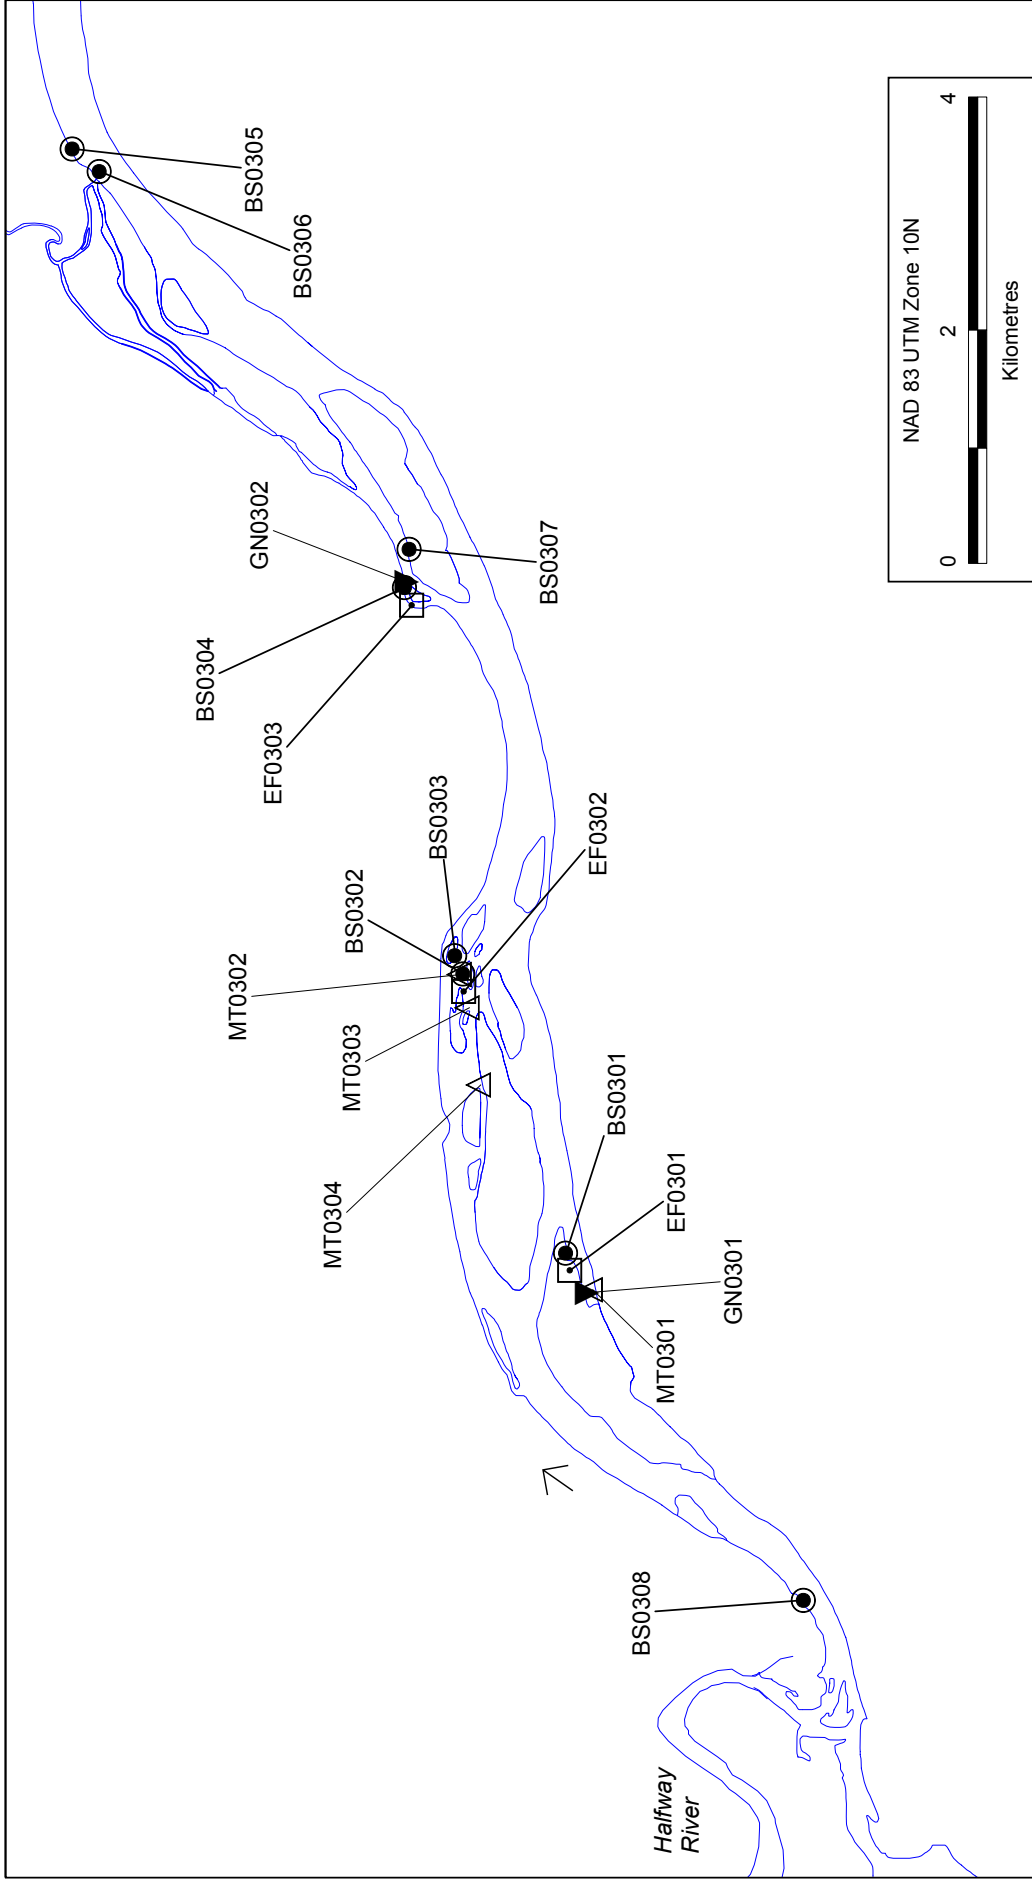 BS0305
BS0306
GN0302
BS0307
BS0304
EF0303
BS0303
EF0302
BS0302
MT0302
MT0303
BS0301
MT0304
EF0301
GN0301
MT0301
BS0308
Halfway
River
NAD 83 UTM Zone 10N
0 2 4
Kilometres